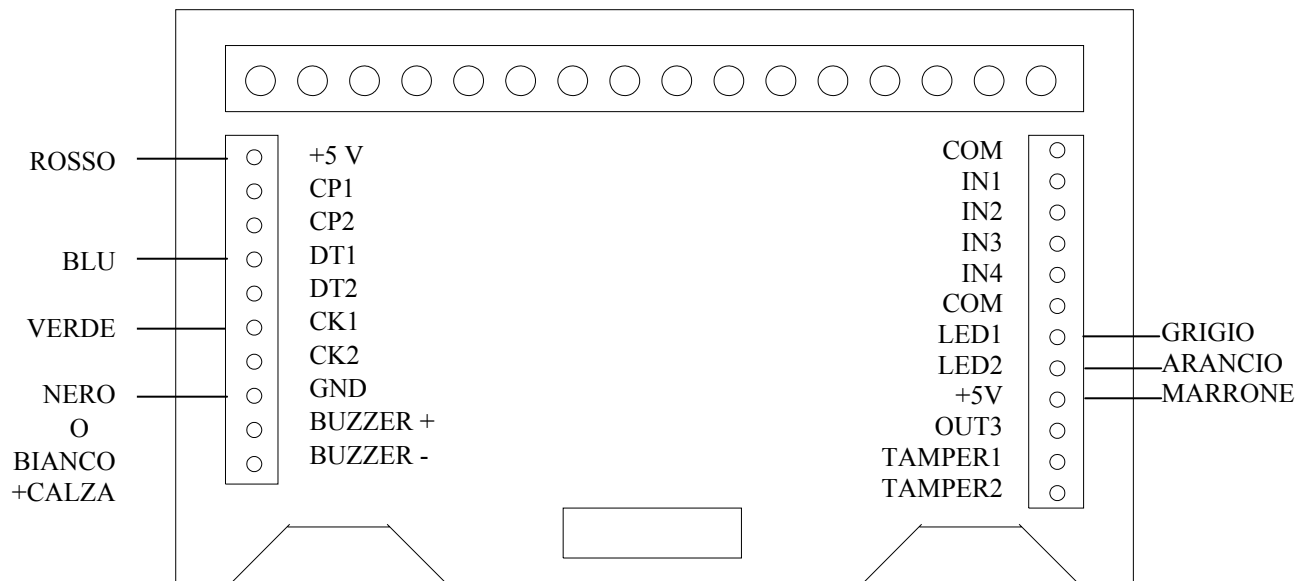 ROSSO
BLU
VERDE
NERO
O
BIANCO
+CALZA
+5 V
CP1
CP2
DT1
DT2
CK1
CK2
GND
BUZZER +
BUZZER -
COM
IN1
IN2
IN3
IN4
COM
LED1
LED2
+5V
OUT3
TAMPER1
TAMPER2
GRIGIO
ARANCIO
MARRONE